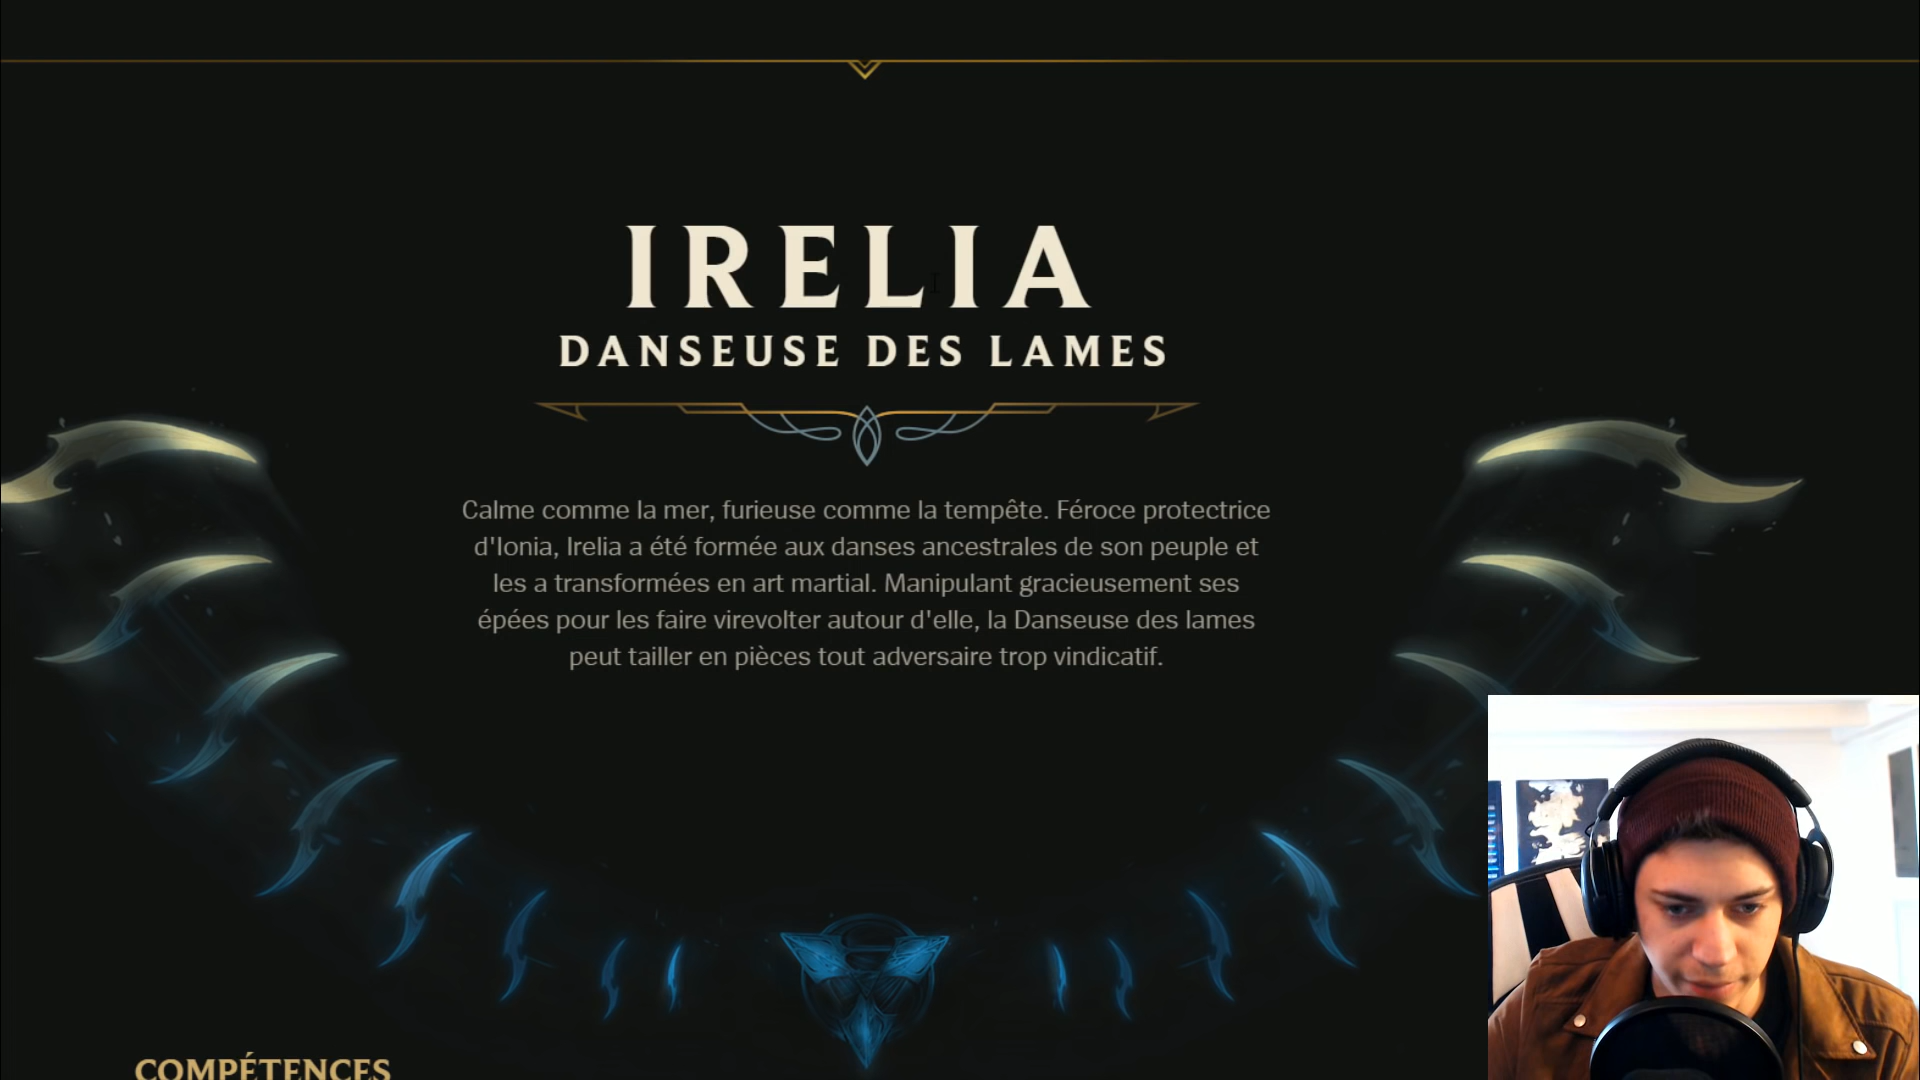 IRELIA
DANSEUSE DES LAMES
Calme comme la mer, furieuse comme la tempête. Féroce protectrice
d'Ionia, Irelia a été formée aux danses ancestrales de son peuple et
les a transformées en art martial. Manipulant gracieusement ses
épées pour les faire virevolter autour d'elle, la Danseuse des lames
peut tailler en pièces tout adversaire trop vindicatif.
COMPÉTENCES